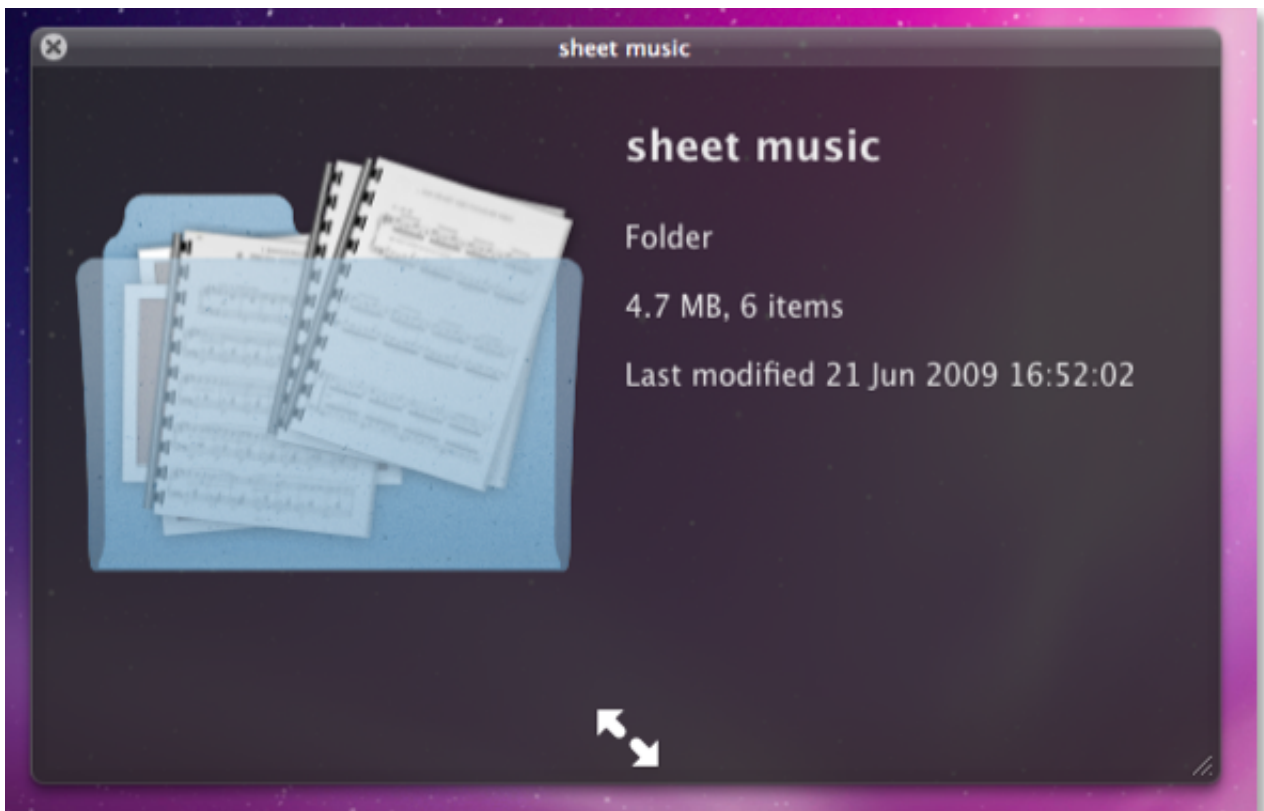 sheet music
sheet music
Folder
4.7 MB, 6 items
Last modified 21 Jun 2009 16:52:02